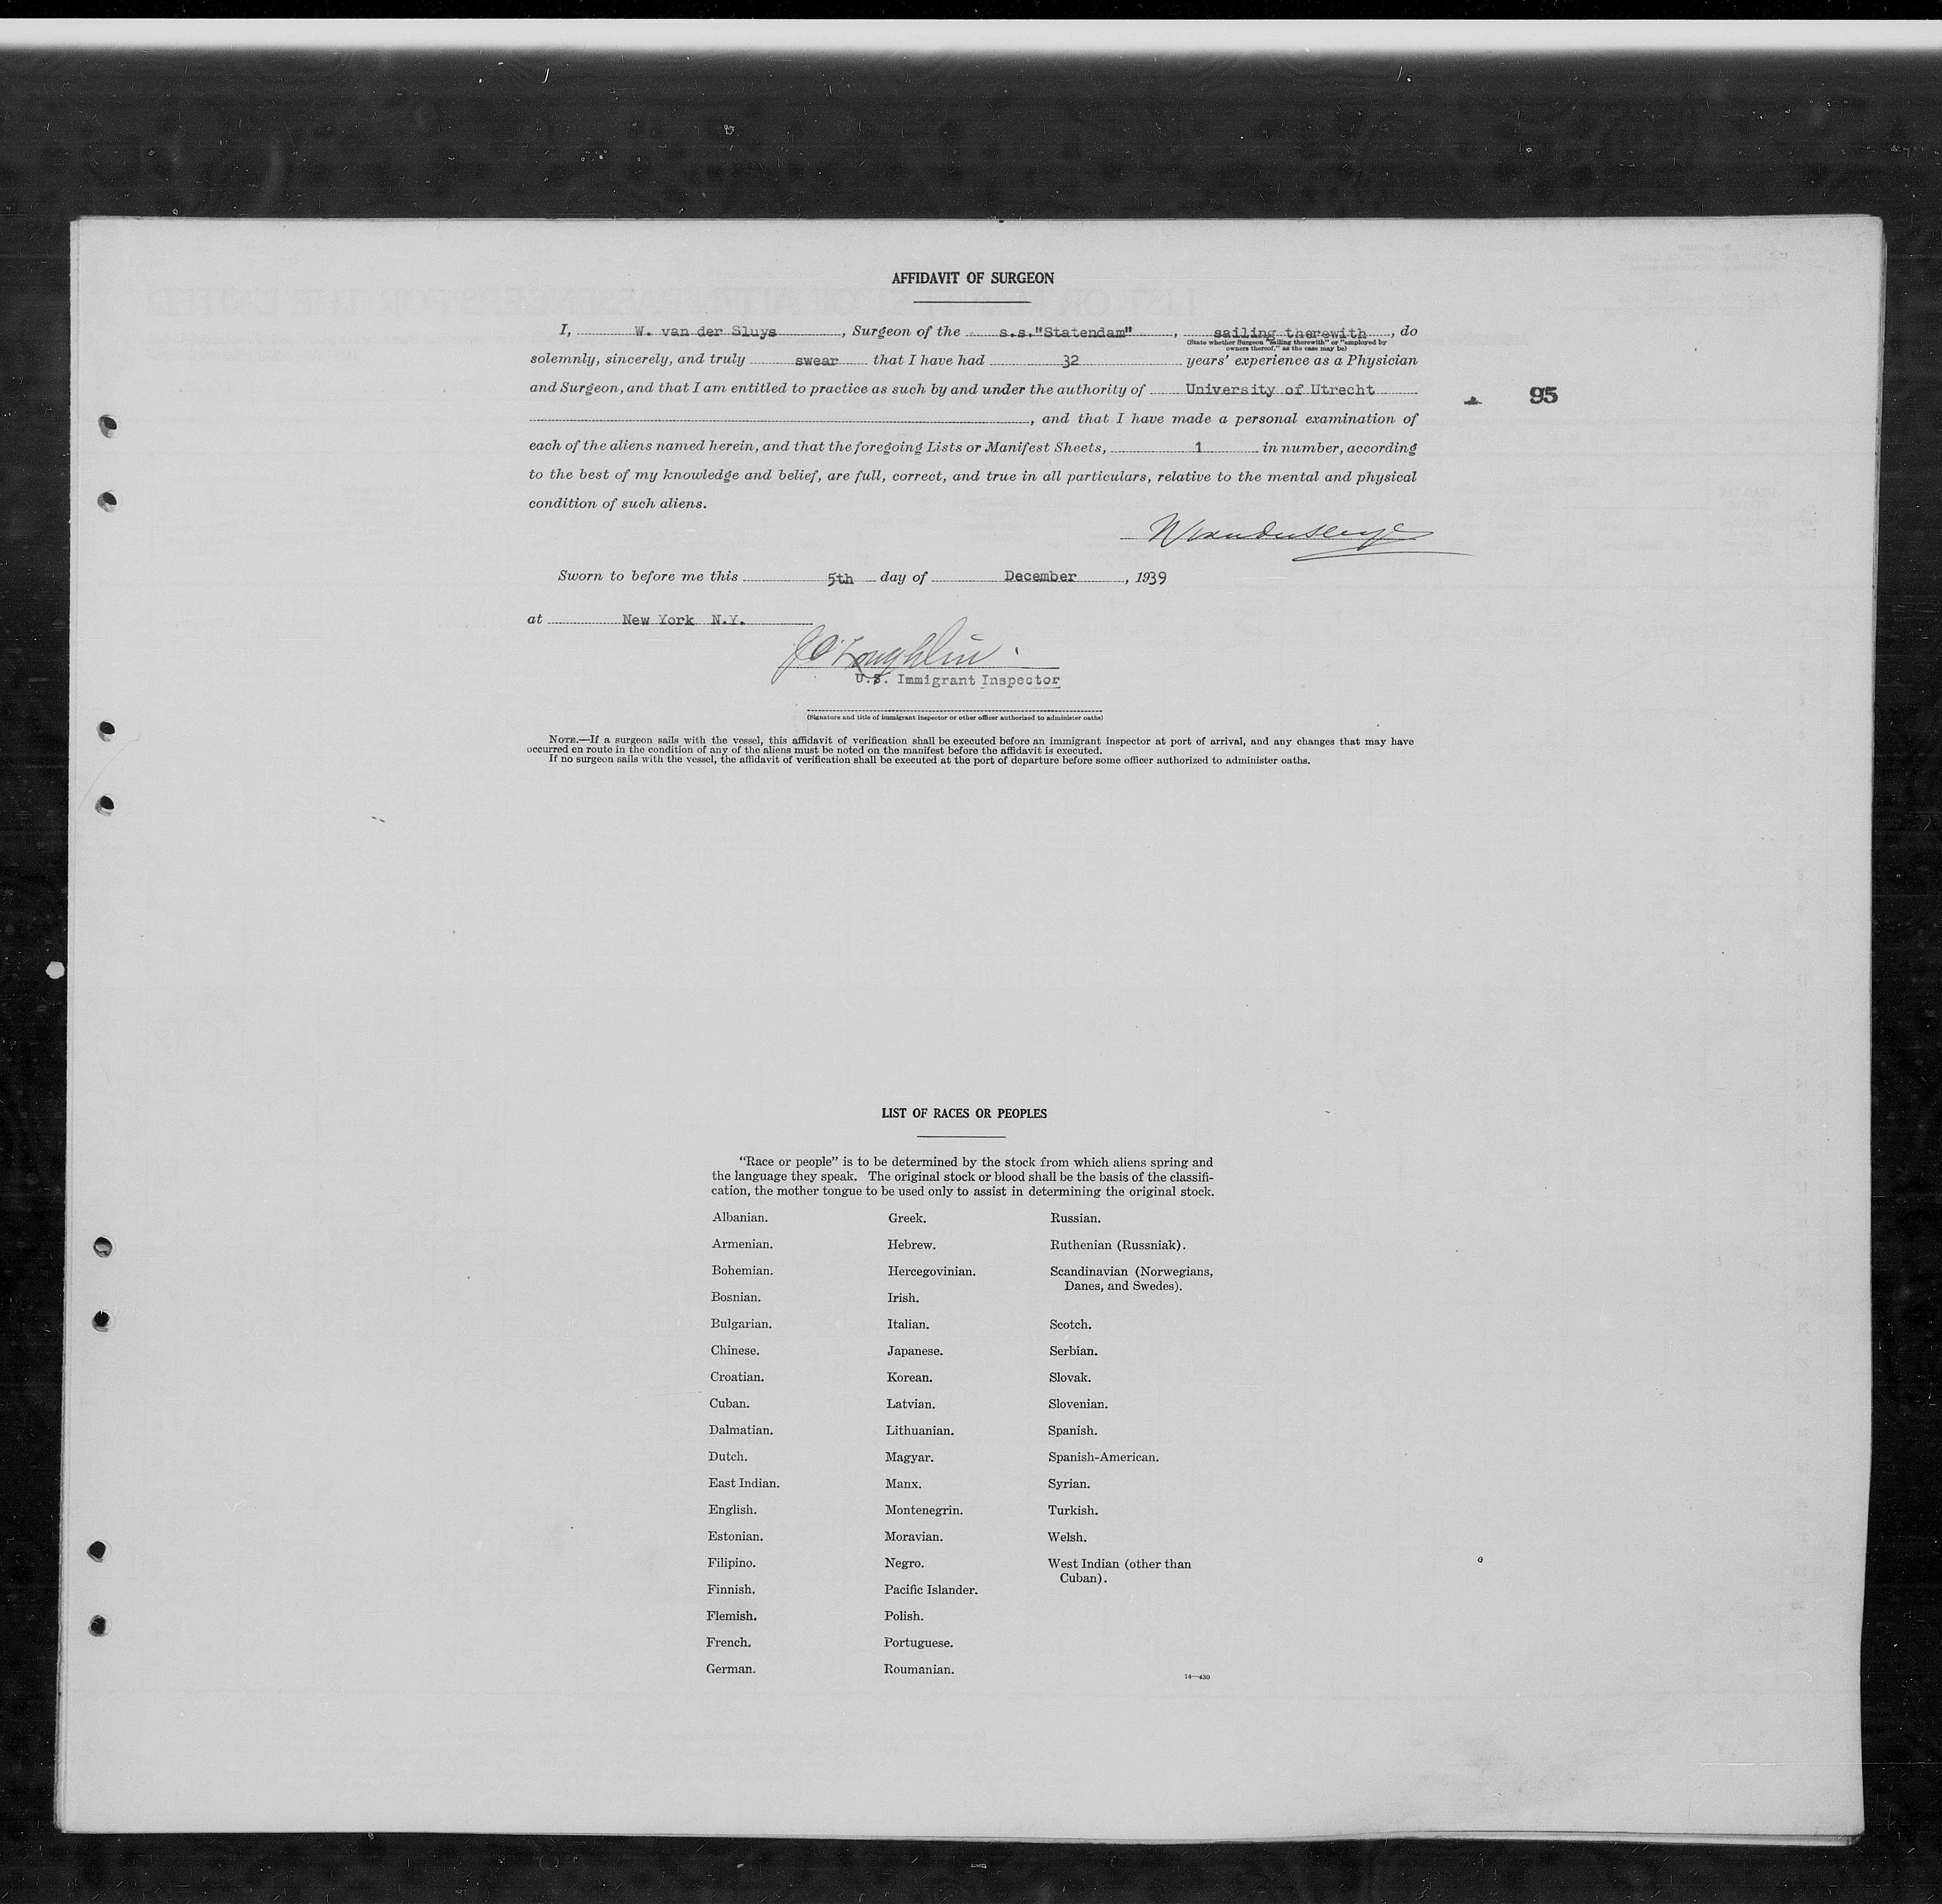 AFFIDAVIT OF SURGEON
I, W. van der Sluys, Surgeon of the s.s."Statendam", sailing therewith, do
(State whether Surgeon "sailing therewith" or "employed by
owners thereof," as the case may be)
solemnly, sincerely, and truly swear that I have had 32 years' experience as a Physician
and Surgeon, and that I am entitled to practice as such by and under the authority of University of Utrecht
95
, and that I have made a personal examination of
each of the aliens named herein, and that the foregoing Lists or Manifest Sheets, 1 in number, according
to the best of my knowledge and belief, are full, correct, and true in all particulars, relative to the mental and physical
condition of such aliens.
Wvandersluys
Sworn to before me this 5th day of December, 1939
at New York N.Y.
J O'Loughlin
U.S. Immigrant Inspector
(Signature and title of immigrant inspector or other officer authorized to administer oaths)
NOTE.—If a surgeon sails with the vessel, this affidavit of verification shall be executed before an immigrant inspector at port of arrival, and any changes that may have
occurred en route in the condition of any of the aliens must be noted on the manifest before the affidavit is executed.
If no surgeon sails with the vessel, the affidavit of verification shall be executed at the port of departure before some officer authorized to administer oaths.
LIST OF RACES OR PEOPLES
"Race or people" is to be determined by the stock from which aliens spring and
the language they speak. The original stock or blood shall be the basis of the classifi-
cation, the mother tongue to be used only to assist in determining the original stock.
Albanian.
Armenian.
Bohemian.
Bosnian.
Bulgarian.
Chinese.
Croatian.
Cuban.
Dalmatian.
Dutch.
East Indian.
English.
Estonian.
Filipino.
Finnish.
Flemish.
French.
German.
Greek.
Hebrew.
Hercegovinian.
Irish.
Italian.
Japanese.
Korean.
Latvian.
Lithuanian.
Magyar.
Manx.
Montenegrin.
Moravian.
Negro.
Pacific Islander.
Polish.
Portuguese.
Roumanian.
Russian.
Ruthenian (Russniak).
Scandinavian (Norwegians,
Danes, and Swedes).
Scotch.
Serbian.
Slovak.
Slovenian.
Spanish.
Spanish-American.
Syrian.
Turkish.
Welsh.
West Indian (other than
Cuban).
14—430